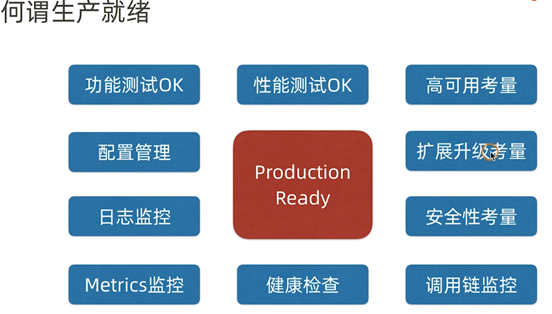 何谓生产就绪
功能测试OK
性能测试OK
高可用考量
配置管理
Production
Ready
扩展升级考量
日志监控
安全性考量
Metrics监控
健康检查
调用链监控